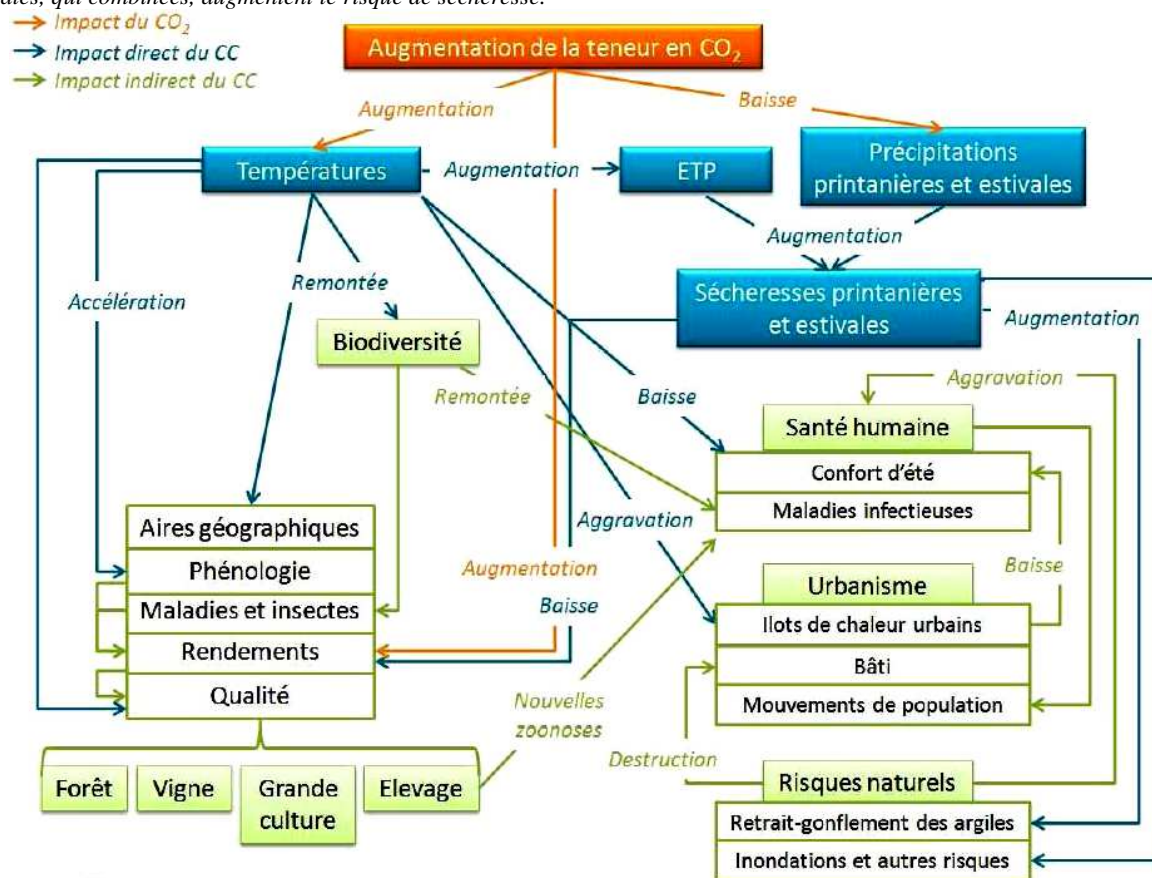 qui combinées, augmentent le risque de sécheresse.
Impact du CO2
Impact direct du CC
Impact indirect du CC
Augmentation de la teneur en CO2
Augmentation
Baisse
Températures
Augmentation
ETP
Précipitations
printanières et estivales
Augmentation
Accélération
Remontée
Sécheresses printanières
et estivales
Augmentation
Biodiversité
Remontée
Baisse
Aggravation
Santé humaine
Confort d'été
Maladies infectieuses
Aires géographiques
Phénologie
Maladies et insectes
Rendements
Qualité
Aggravation
Augmentation
Baisse
Baisse
Urbanisme
Ilots de chaleur urbains
Bâti
Mouvements de population
Nouvelles
zoonoses
Destruction
Forêt
Vigne
Grande
culture
Elevage
Risques naturels
Retrait-gonflement des argiles
Inondations et autres risques